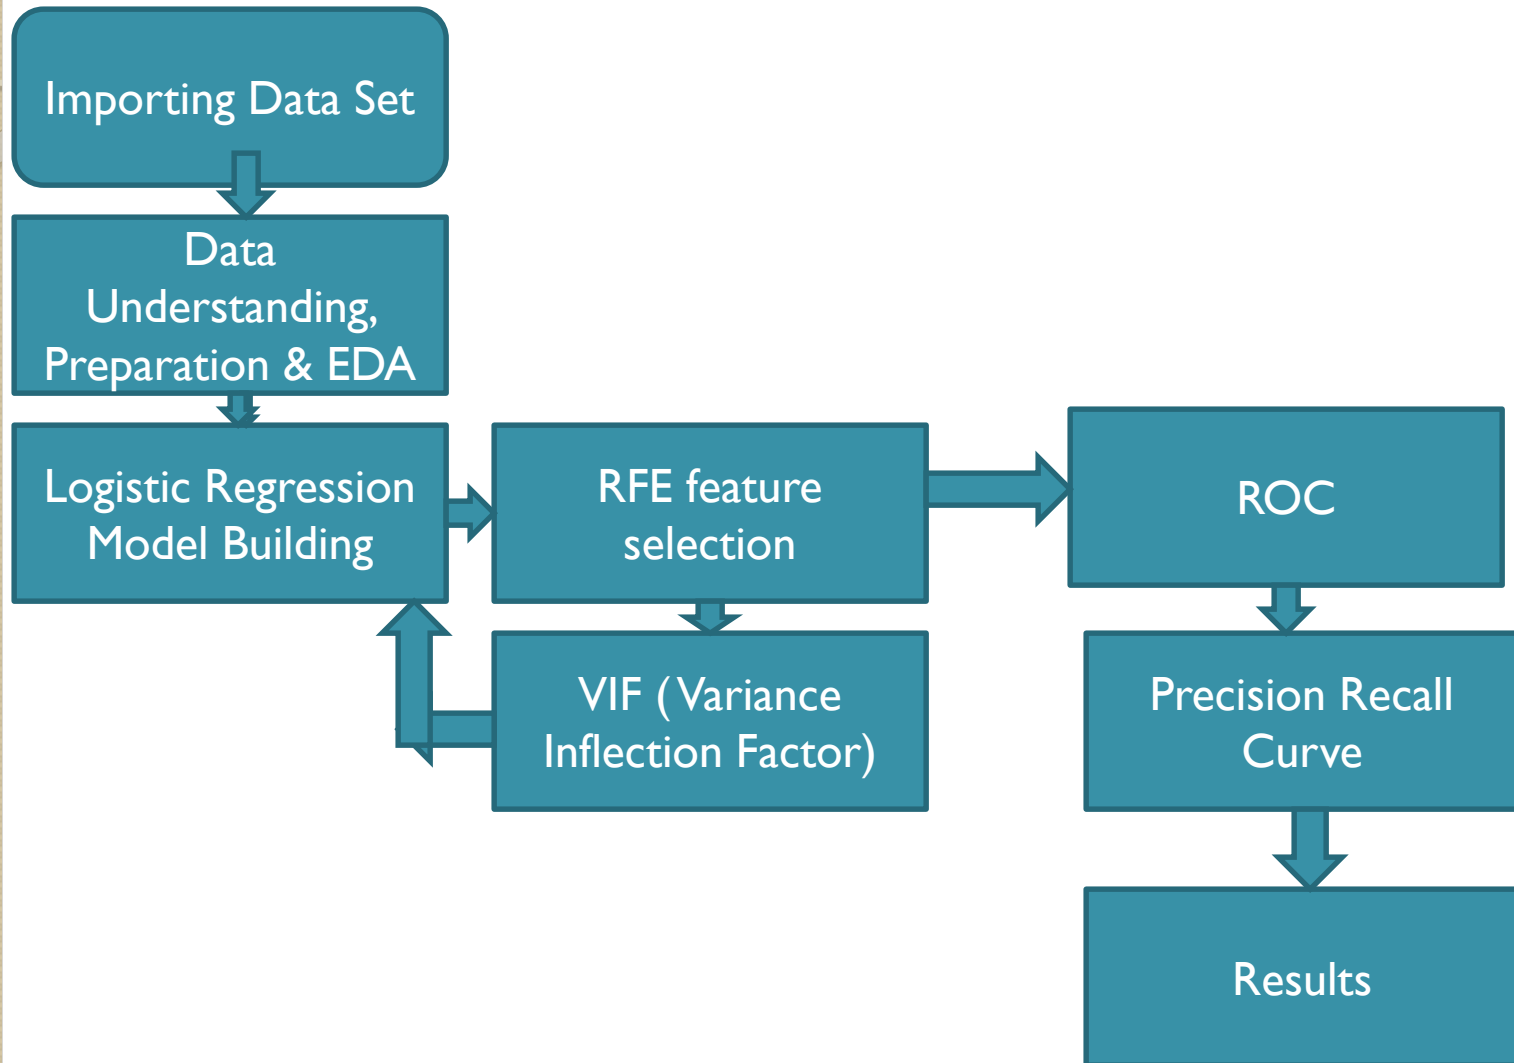 Importing Data Set
Data
Understanding,
Preparation & EDA
Logistic Regression
Model Building
RFE feature
selection
VIF ( Variance
Inflection Factor)
ROC
Precision Recall
Curve
Results